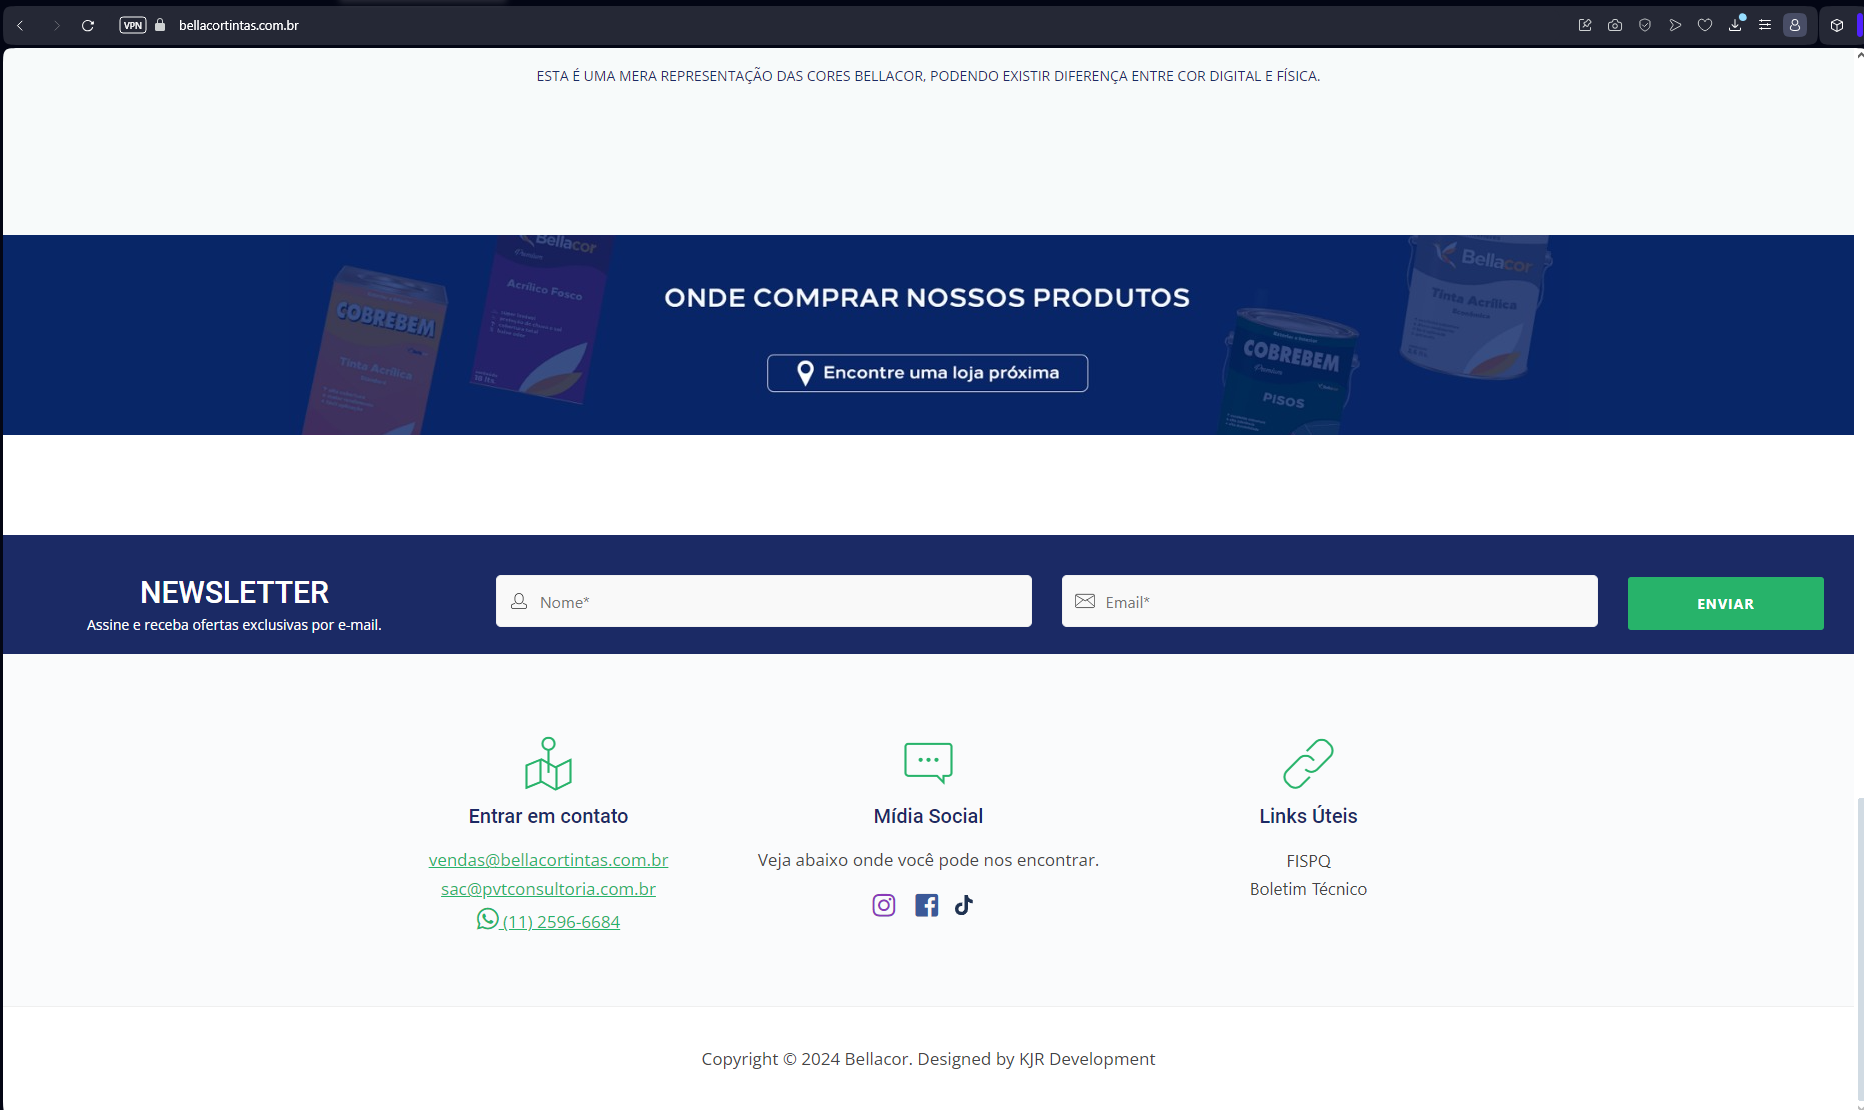 VPN
bellacortintas.com.br
ESTA É UMA MERA REPRESENTAÇÃO DAS CORES BELLACOR, PODENDO EXISTIR DIFERENÇA ENTRE COR DIGITAL E FÍSICA.
Bellacor
Premium
Acrílico Fosco
COBREBEM
Tinta Acrílica
ONDE COMPRAR NOSSOS PRODUTOS
Encontre uma loja próxima
Bellacor
Tinta Acrílica
Econômica
COBREBEM
Premium
PISOS
NEWSLETTER
Assine e receba ofertas exclusivas por e-mail.
Nome*
Email*
ENVIAR
Entrar em contato
vendas@bellacortintas.com.br
sac@pvtconsultoria.com.br
(11) 2596-6684
Mídia Social
Veja abaixo onde você pode nos encontrar.
Links Úteis
FISPQ
Boletim Técnico
Copyright © 2024 Bellacor. Designed by KJR Development